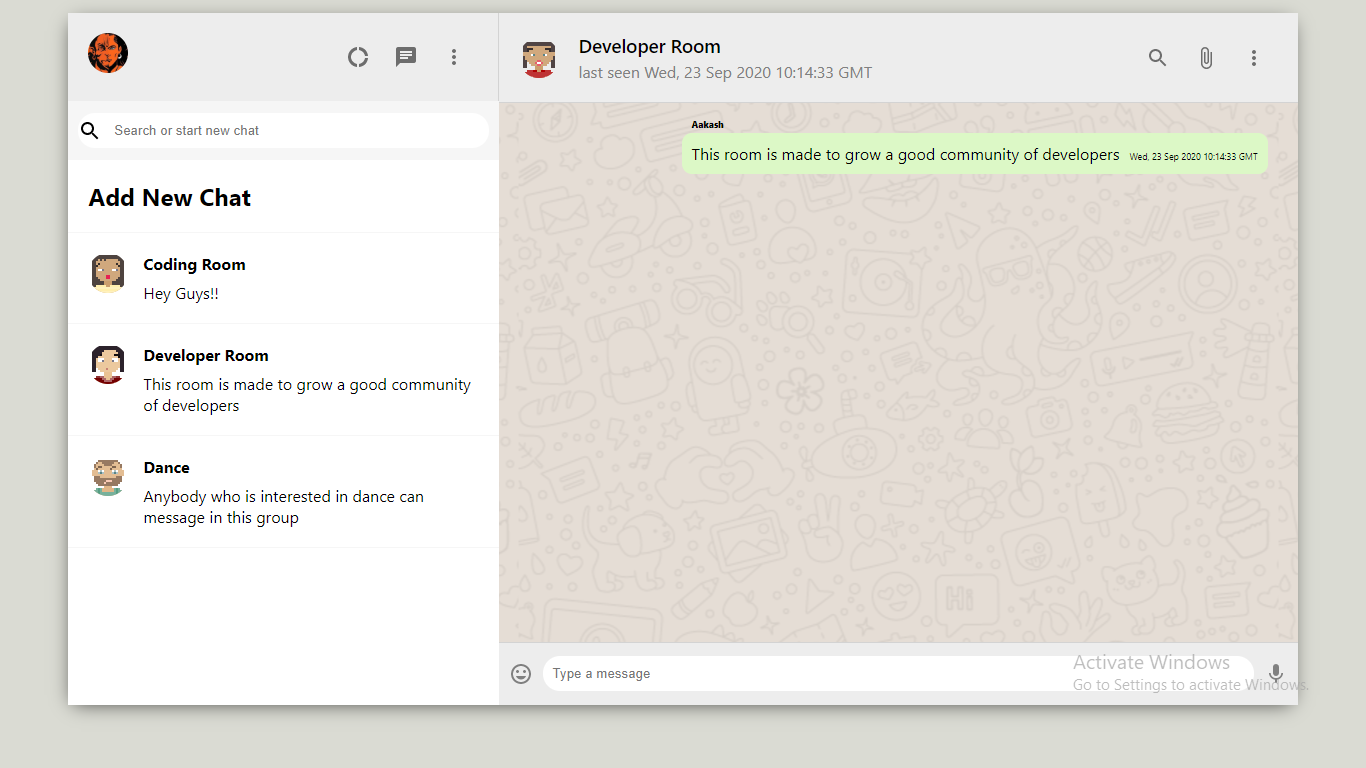 Developer Room
last seen Wed, 23 Sep 2020 10:14:33 GMT
Search or start new chat
Add New Chat
Coding Room
Hey Guys!!
Developer Room
This room is made to grow a good community
of developers
Dance
Anybody who is interested in dance can
message in this group
Aakash
This room is made to grow a good community of developers Wed, 23 Sep 2020 10:14:33 GMT
Hi
Type a message
Activate Windows
Go to Settings to activate Windows.